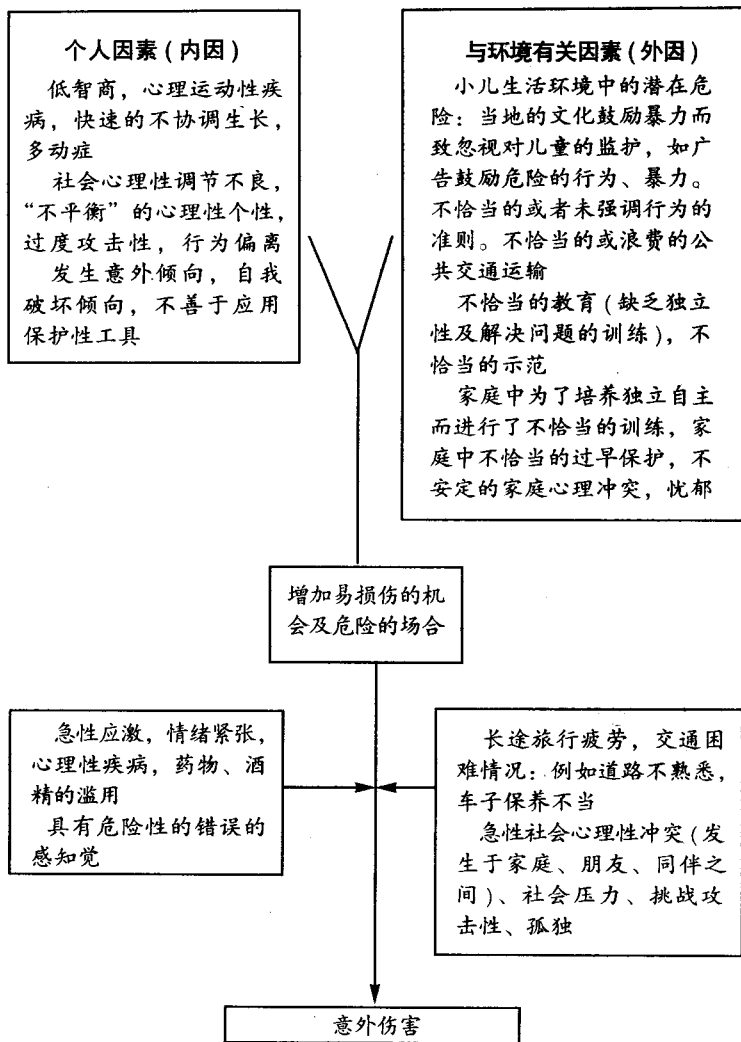 个人因素(内因)
低智商，心理运动性疾
病，快速的不协调生长，
多动症
社会心理性调节不良，
“不平衡”的心理性个性，
过度攻击性，行为偏离
发生意外倾向，自我
破坏倾向，不善于应用
保护性工具
与环境有关因素(外因)
小儿生活环境中的潜在危
险：当地的文化鼓励暴力而
致忽视对儿童的监护，如广
告鼓励危险的行为、暴力。
不恰当的或者未强调行为的
准则。不恰当的或浪费的公
共交通运输
不恰当的教育(缺乏独立
性及解决问题的训练)，不
恰当的示范
家庭中为了培养独立自主
而进行了不恰当的训练，家
庭中不恰当的过早保护，不
安定的家庭心理冲突，忧郁
增加易损伤的机
会及危险的场合
急性应激，情绪紧张，
心理性疾病，药物、酒
精的滥用
具有危险性的错误的
感知觉
长途旅行疲劳，交通困
难情况：例如道路不熟悉，
车子保养不当
急性社会心理性冲突(发
生于家庭、朋友、同伴之
间)、社会压力、挑战攻
击性、孤独
意外伤害